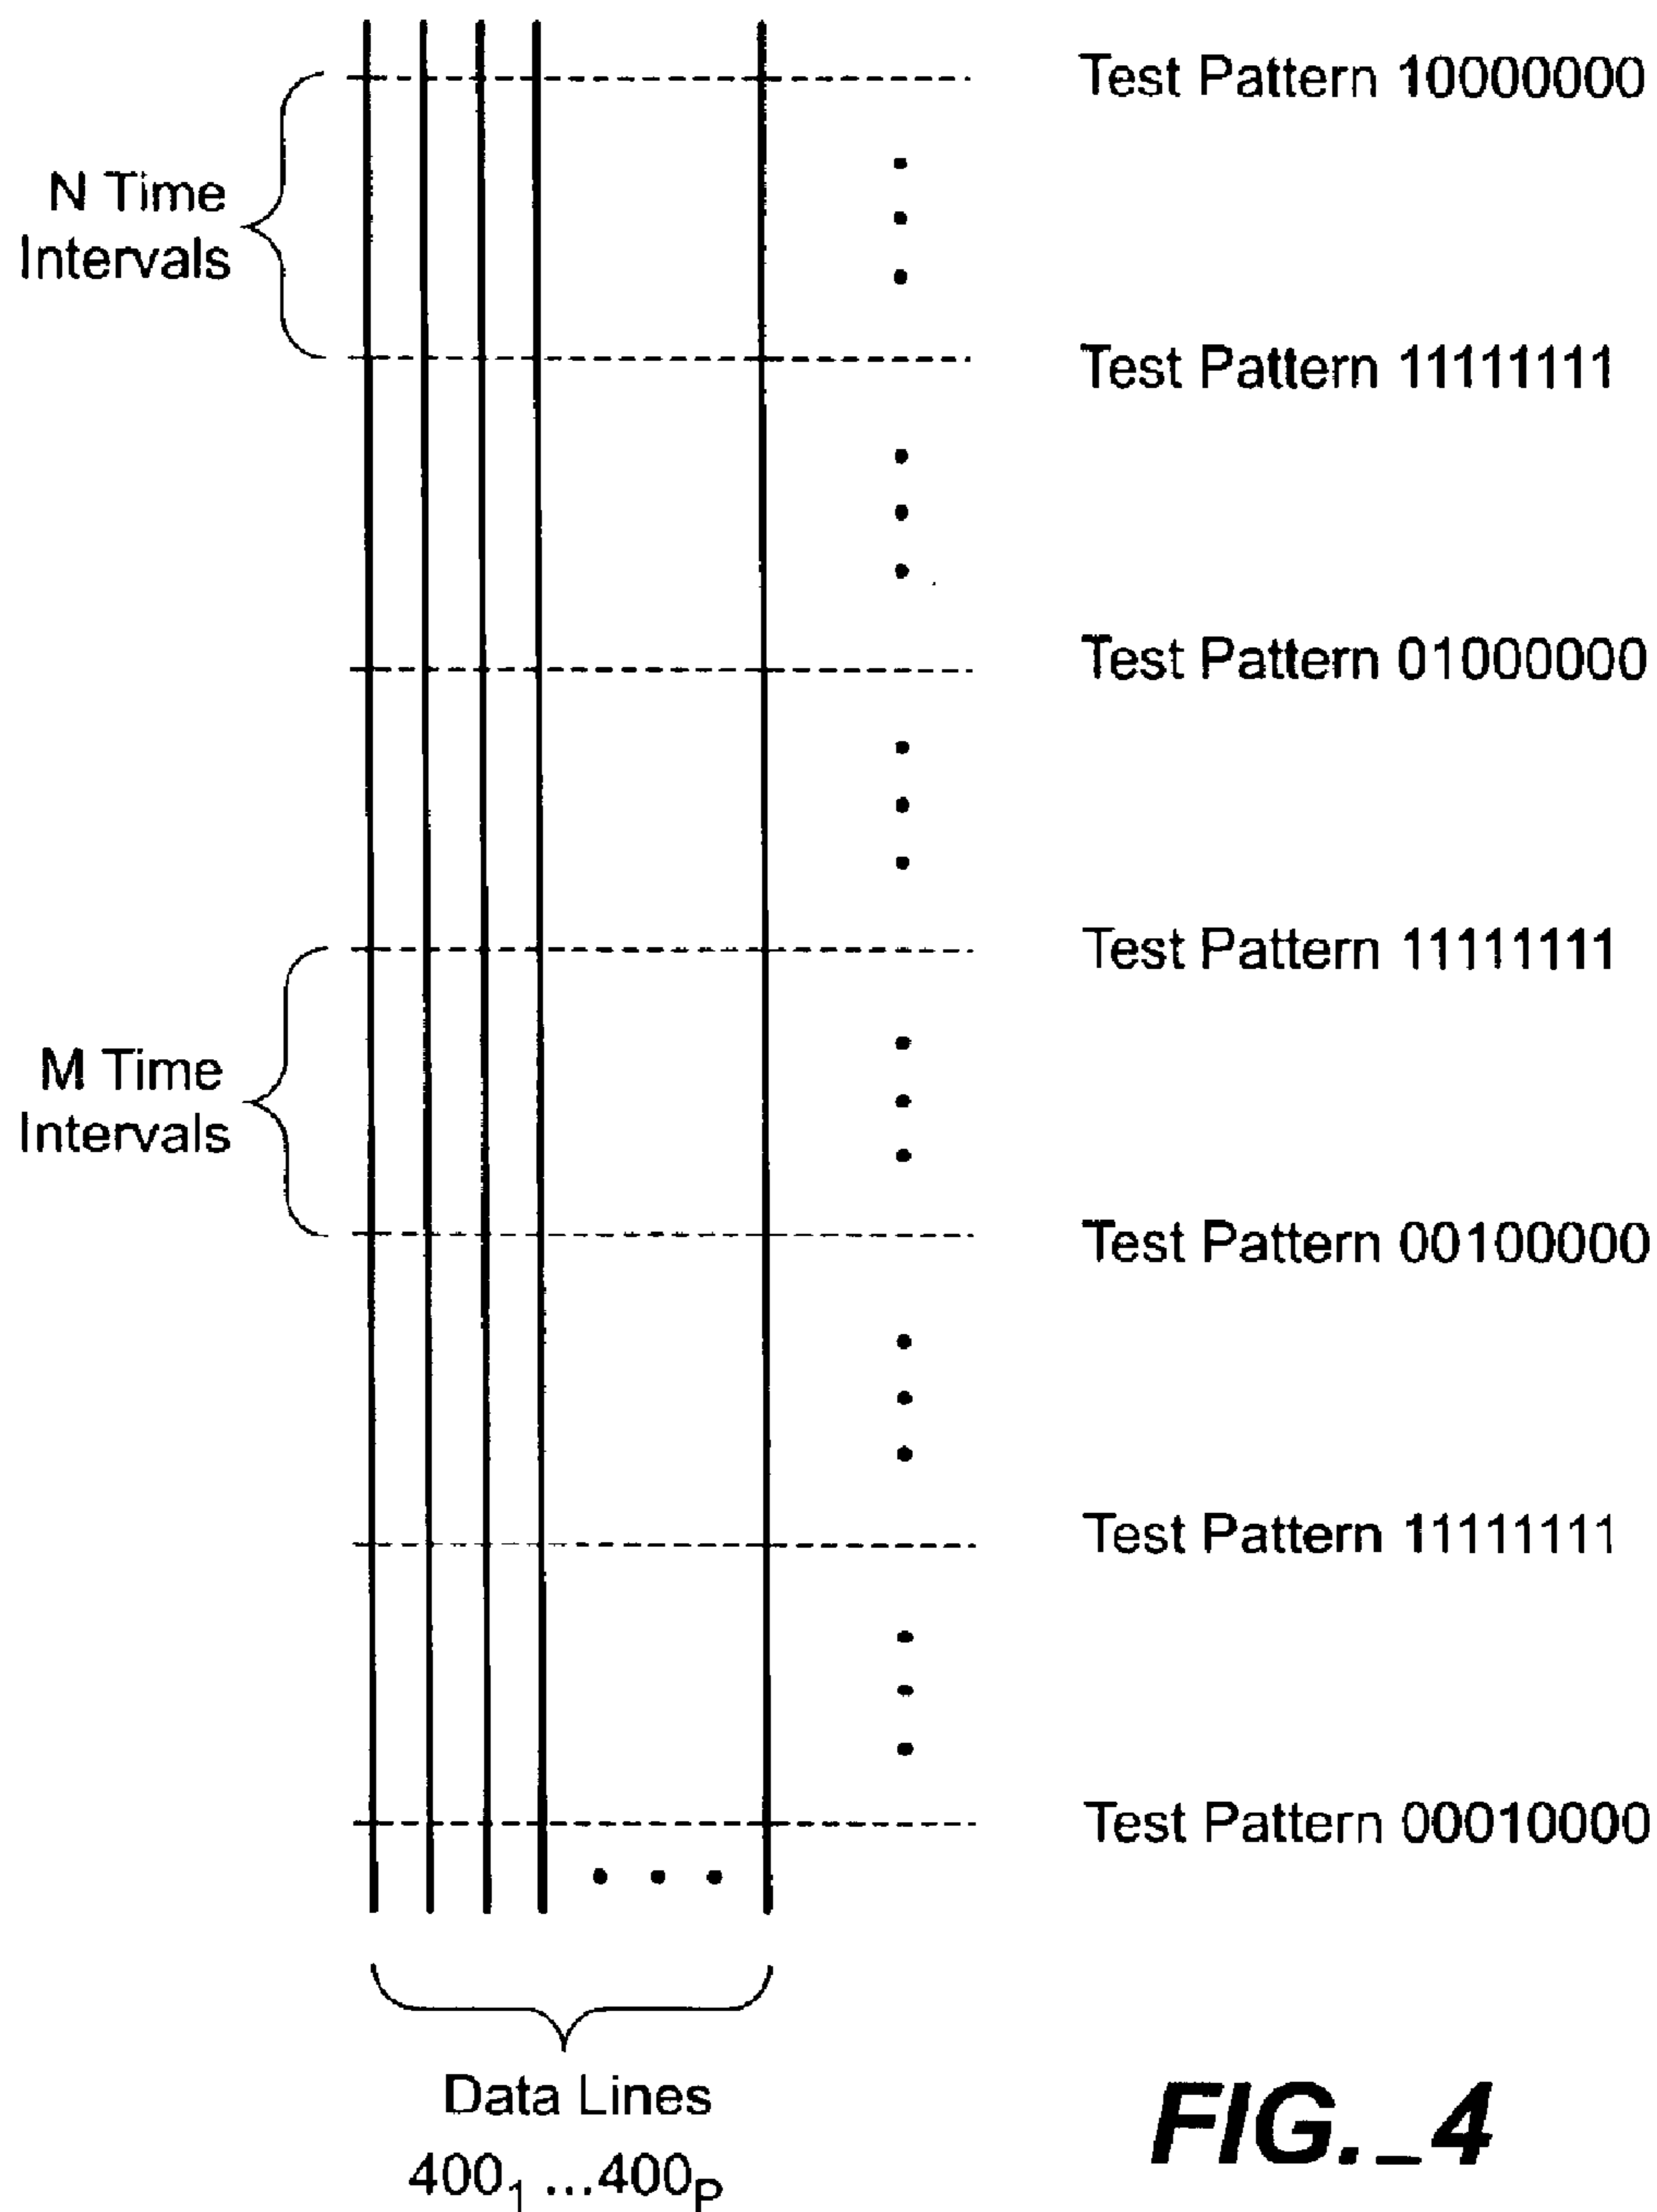 Test Pattern 10000000
N Time
Intervals
Test Pattern 11111111
Test Pattern 01000000
Test Pattern 11111111
M Time
Intervals
Test Pattern 00100000
Test Pattern 11111111
Test Pattern 00010000
Data Lines
400₁ ...400ₚ
FIG._4